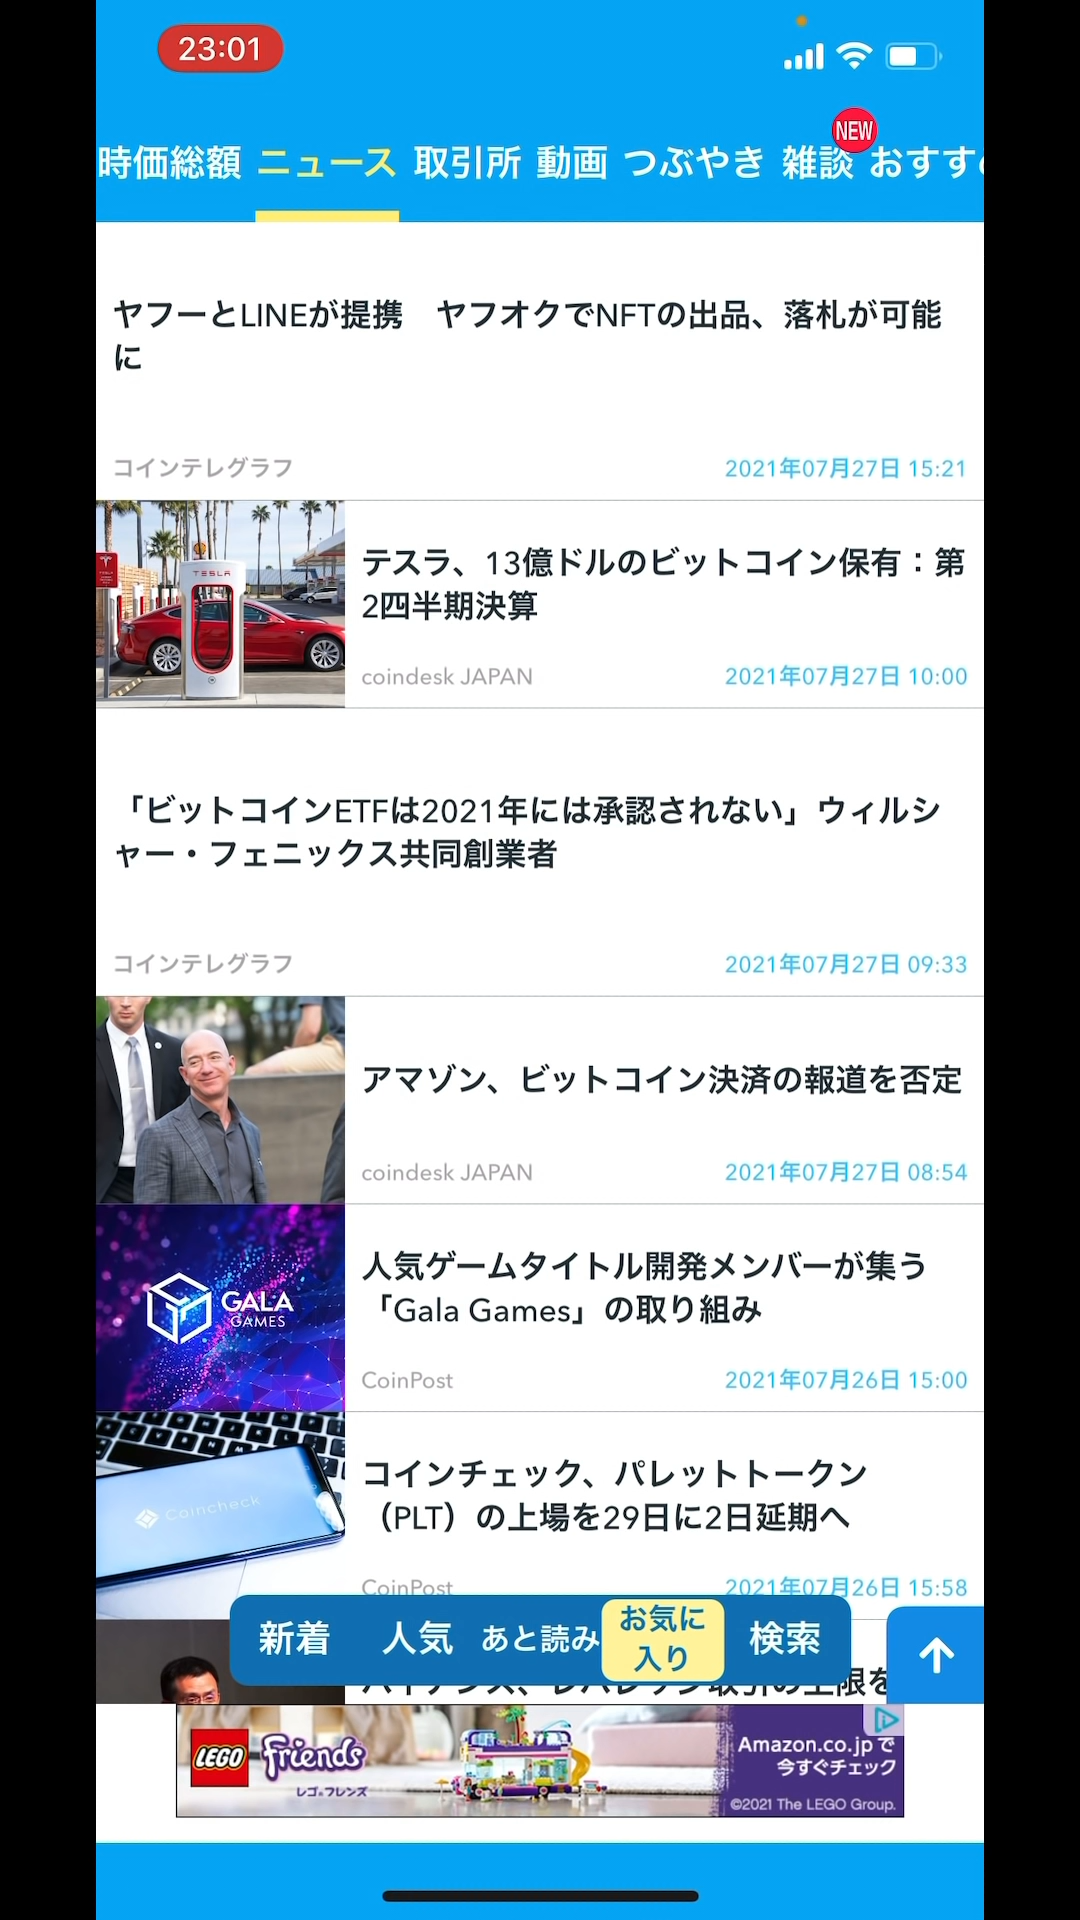 23:01
NEW
時価総額 ニュース 取引所 動画 つぶやき 雑談 おすす
ヤフーとLINEが提携　ヤフオクでNFTの出品、落札が可能
に
コインテレグラフ 2021年07月27日 15:21
TESLA
テスラ、13億ドルのビットコイン保有：第
2四半期決算
coindesk JAPAN 2021年07月27日 10:00
「ビットコインETFは2021年には承認されない」ウィルシ
ャー・フェニックス共同創業者
コインテレグラフ 2021年07月27日 09:33
アマゾン、ビットコイン決済の報道を否定
coindesk JAPAN 2021年07月27日 08:54
GALA
GAMES
人気ゲームタイトル開発メンバーが集う
「Gala Games」の取り組み
CoinPost 2021年07月26日 15:00
Coincheck
コインチェック、パレットトークン
（PLT）の上場を29日に2日延期へ
CoinPost 2021年07月26日 15:58
新着 人気 あと読み お気に
入り 検索
バイナンス、レバレッジ取引の上限を
LEGO Friends
レゴ®フレンズ
Amazon.co.jpで
今すぐチェック
©2021 The LEGO Group.